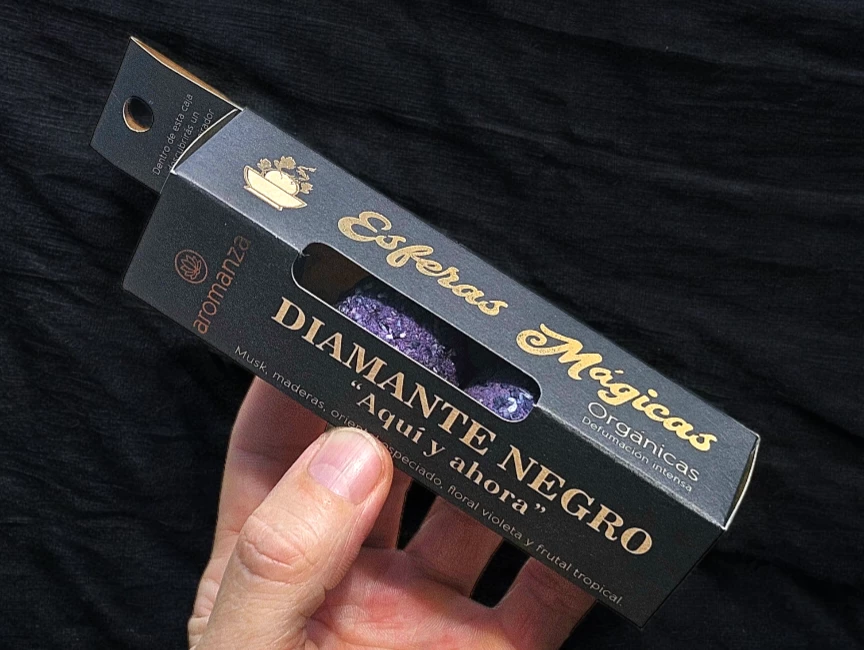 Dentro de esta caja
un
Esferas Mágicas
Orgánicas
Defumación intensa
aromanza
DIAMANTE NEGRO
“Aquí y ahora”
Musk, maderas, especiado, floral violeta y frutal tropical.